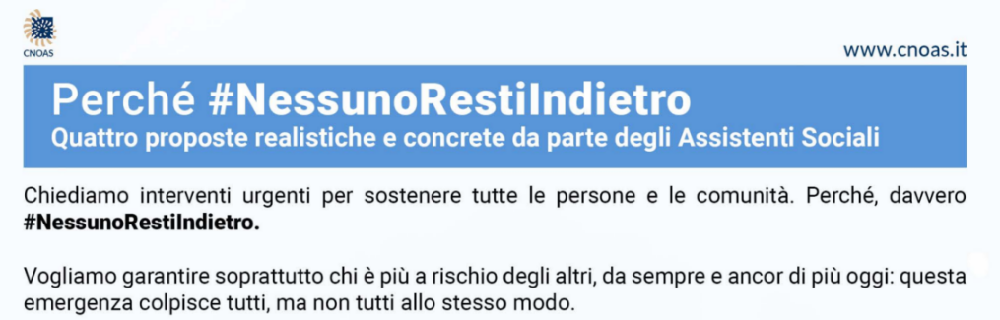 CNOAS
www.cnoas.it
Perché #NessunoRestiIndietro
Quattro proposte realistiche e concrete da parte degli Assistenti Sociali
Chiediamo interventi urgenti per sostenere tutte le persone e le comunità. Perché, davvero
#NessunoRestiIndietro.
Vogliamo garantire soprattutto chi è più a rischio degli altri, da sempre e ancor di più oggi: questa
emergenza colpisce tutti, ma non tutti allo stesso modo.